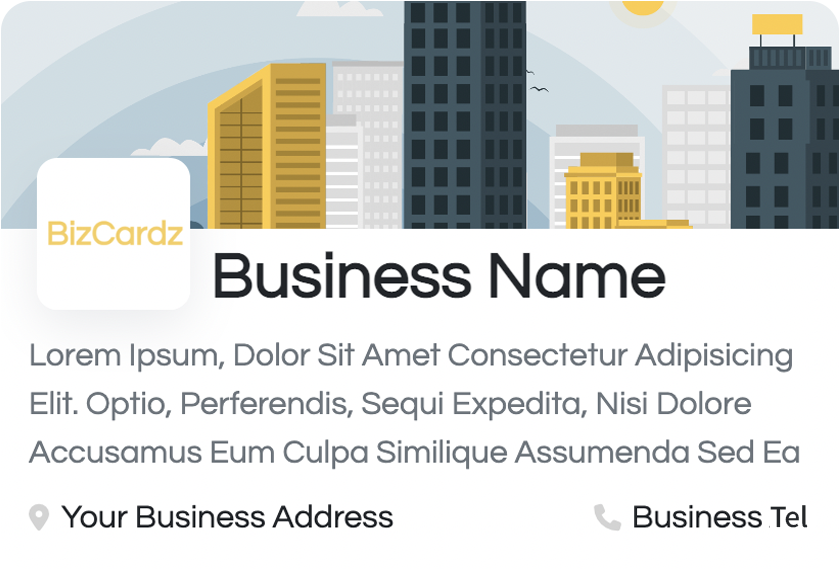 BizCardz
Business Name
Lorem Ipsum, Dolor Sit Amet Consectetur Adipisicing
Elit. Optio, Perferendis, Sequi Expedita, Nisi Dolore
Accusamus Eum Culpa Similique Assumenda Sed Ea
Your Business Address
Business Tel